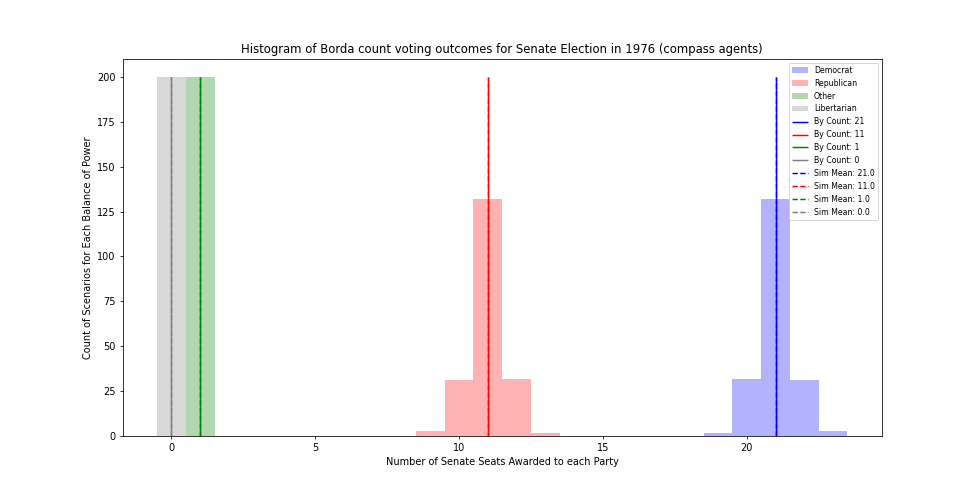 Histogram of Borda count voting outcomes for Senate Election in 1976 (compass agents)
Count of Scenarios for Each Balance of Power
200
175
150
125
100
75
50
25
0
0
5
10
15
20
Number of Senate Seats Awarded to each Party
Democrat
Republican
Other
Libertarian
By Count: 21
By Count: 11
By Count: 1
By Count: 0
Sim Mean: 21.0
Sim Mean: 11.0
Sim Mean: 1.0
Sim Mean: 0.0